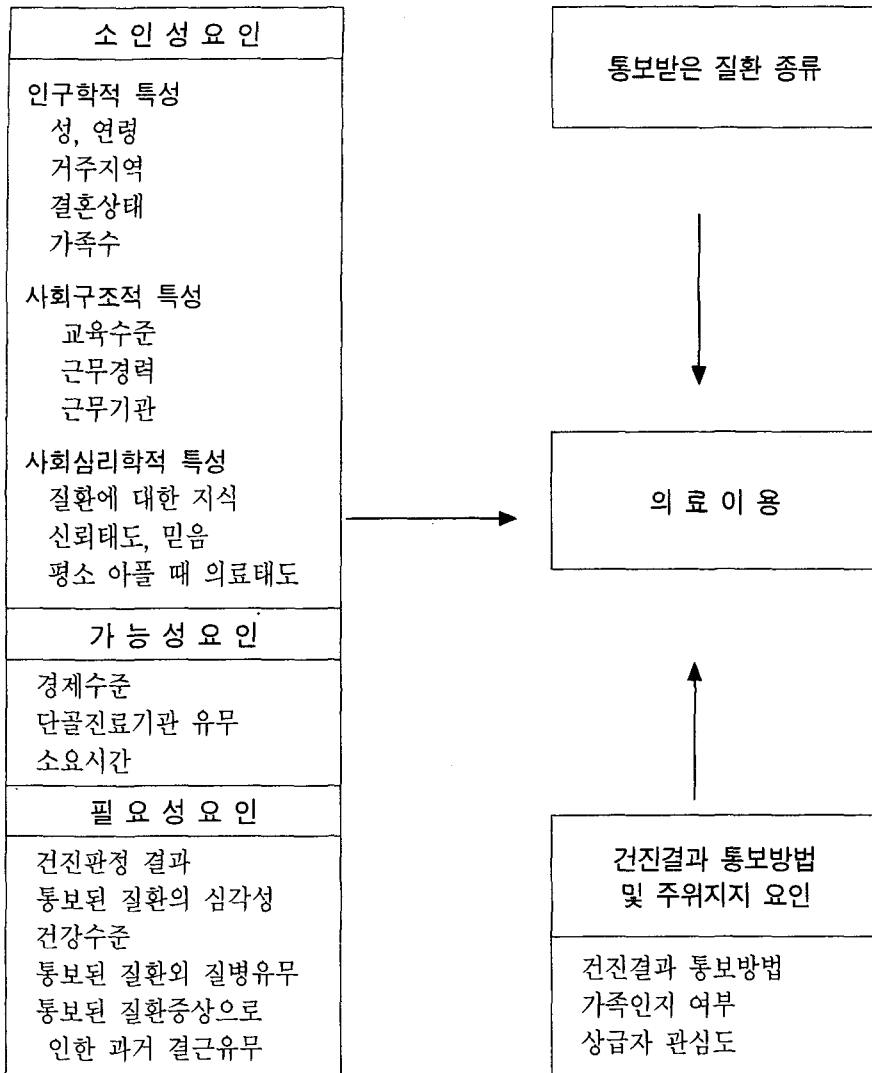 소 인 성 요 인
인구학적 특성
성, 연령
거주지역
결혼상태
가족수
사회구조적 특성
교육수준
근무경력
근무기관
사회심리학적 특성
질환에 대한 지식
신뢰태도, 믿음
평소 아플 때 의료태도
가 능 성 요 인
경제수준
단골진료기관 유무
소요시간
필 요 성 요 인
건진판정 결과
통보된 질환의 심각성
건강수준
통보된 질환외 질병유무
통보된 질환증상으로
인한 과거 결근유무
통보받은 질환 종류
의 료 이 용
건진결과 통보방법
및 주위지지 요인
건진결과 통보방법
가족인지 여부
상급자 관심도